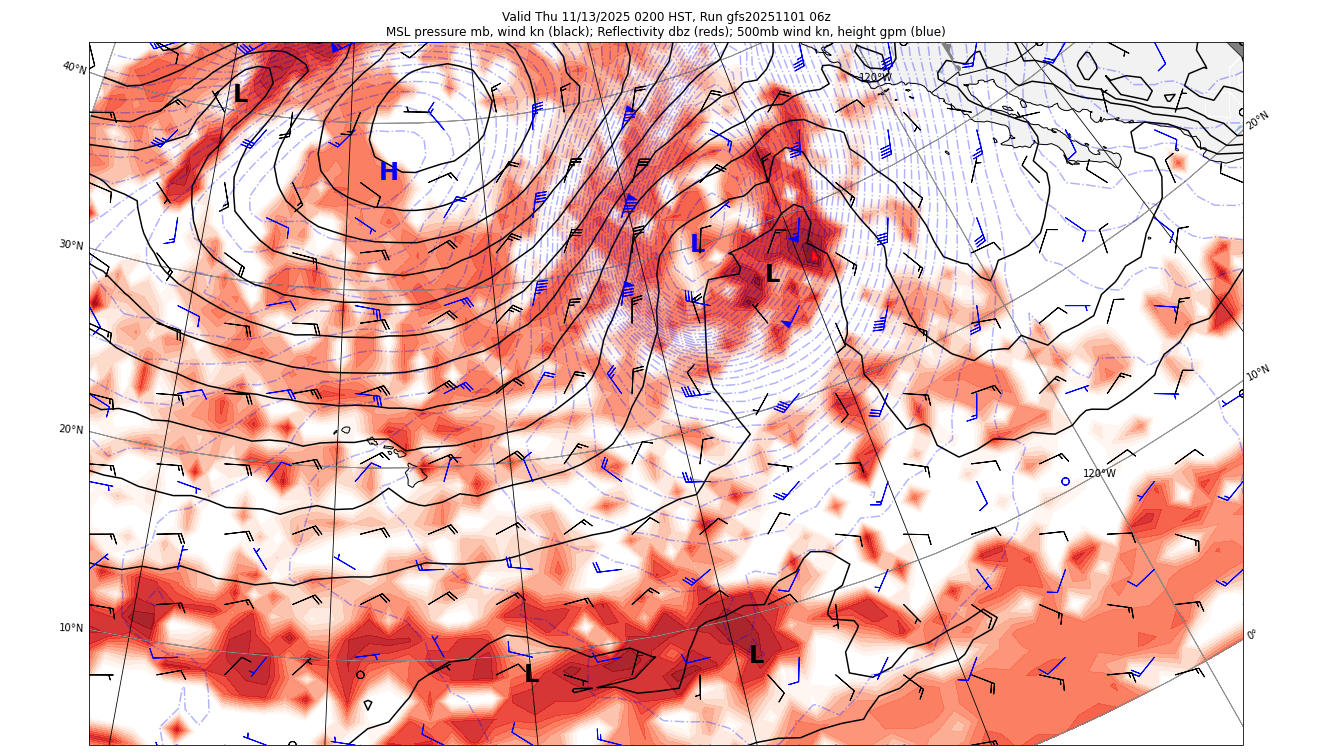 Valid Thu 11/13/2025 0200 HST, Run gfs20251101 06z
MSL pressure mb, wind kn (black); Reflectivity dbz (reds); 500mb wind kn, height gpm (blue)
40°N
120°W
20°N
L
H
30°N
L
L
10°N
20°N
120°W
10°N
0°
L
L